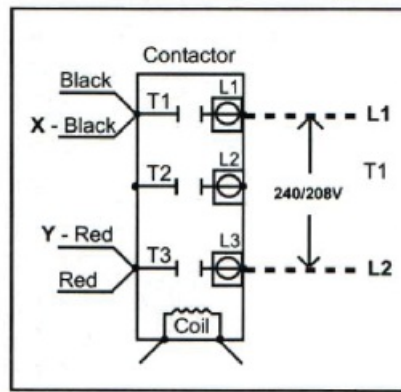 Contactor
Black
T1
L1
L1
X - Black
T2
L2
240/208V
T1
Y - Red
T3
L3
Red
L2
Coil